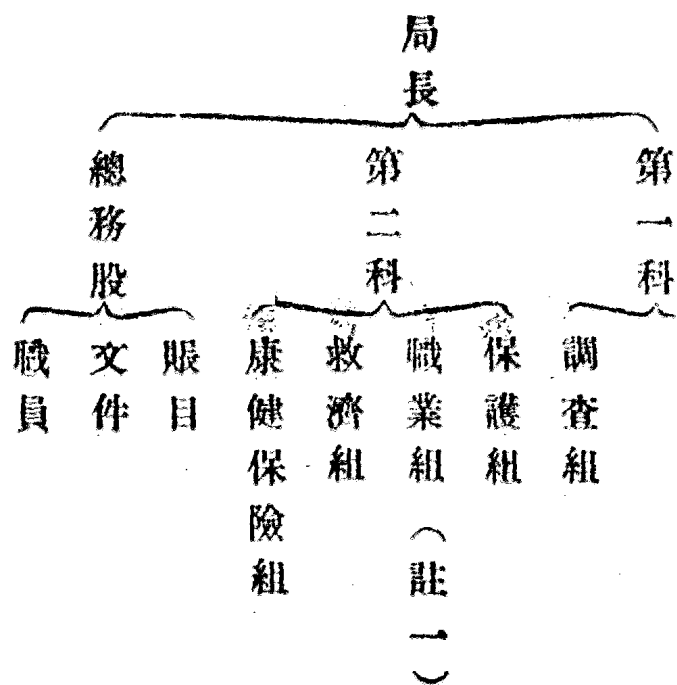 局長
第一科
第二科
總務股
調査組
保護組
職業組（註一）
救濟組
康健保險組
賬目
文件
職員